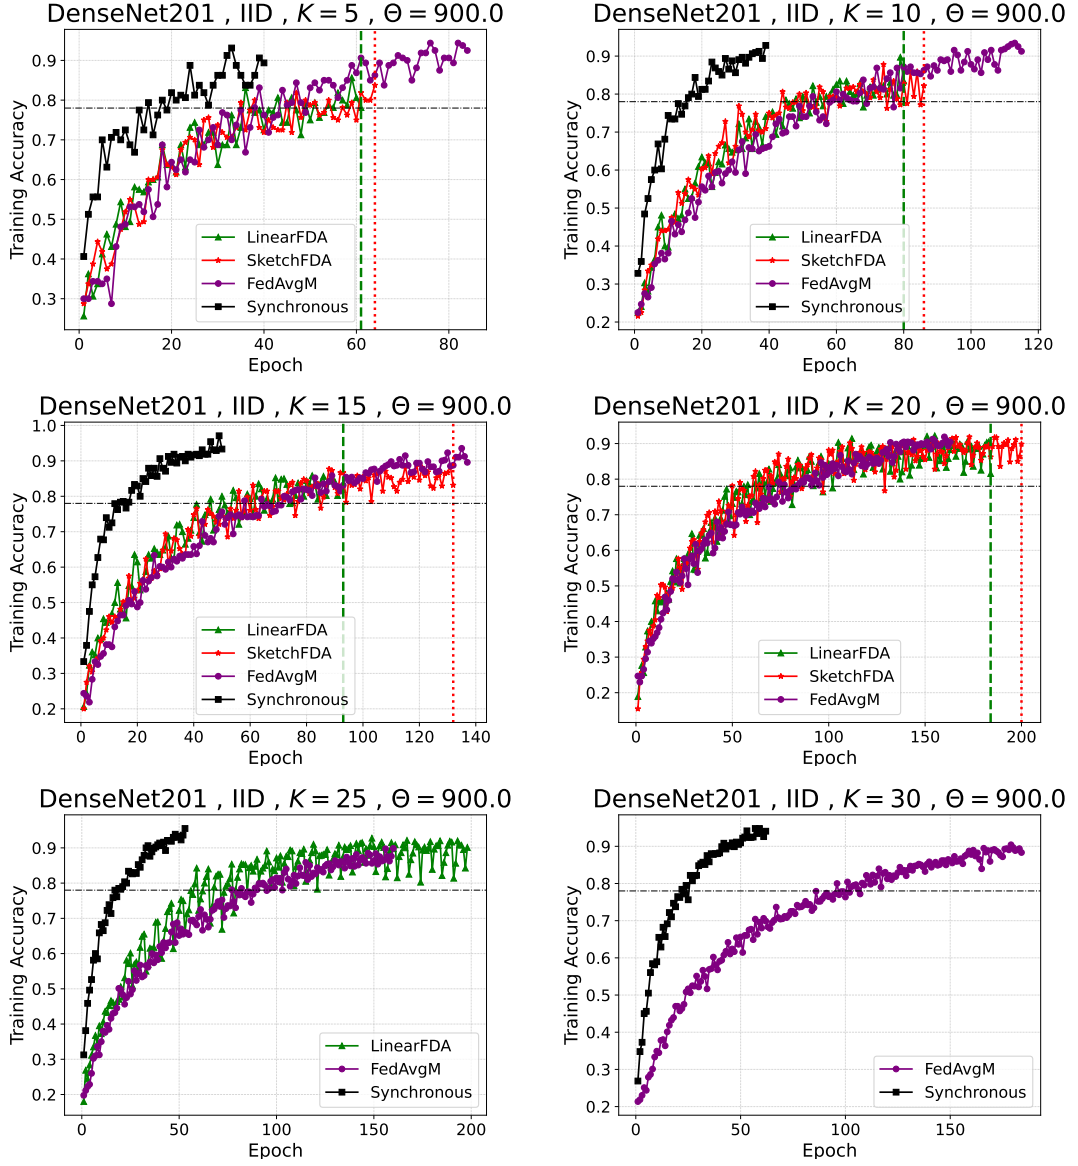 DenseNet201 , IID , K = 5 , Θ = 900.0
Training Accuracy
0.9
0.8
0.7
0.6
0.5
0.4
0.3
LinearFDA
SketchFDA
FedAvgM
Synchronous
0 20 40 60 80
Epoch
DenseNet201 , IID , K = 10 , Θ = 900.0
Training Accuracy
0.9
0.8
0.7
0.6
0.5
0.4
0.3
0.2
LinearFDA
SketchFDA
FedAvgM
Synchronous
0 20 40 60 80 100 120
Epoch
DenseNet201 , IID , K = 15 , Θ = 900.0
Training Accuracy
1.0
0.9
0.8
0.7
0.6
0.5
0.4
0.3
0.2
LinearFDA
SketchFDA
FedAvgM
Synchronous
0 20 40 60 80 100 120 140
Epoch
DenseNet201 , IID , K = 20 , Θ = 900.0
Training Accuracy
0.9
0.8
0.7
0.6
0.5
0.4
0.3
0.2
LinearFDA
SketchFDA
FedAvgM
0 50 100 150 200
Epoch
DenseNet201 , IID , K = 25 , Θ = 900.0
Training Accuracy
0.9
0.8
0.7
0.6
0.5
0.4
0.3
0.2
LinearFDA
FedAvgM
Synchronous
0 50 100 150 200
Epoch
DenseNet201 , IID , K = 30 , Θ = 900.0
Training Accuracy
0.9
0.8
0.7
0.6
0.5
0.4
0.3
0.2
FedAvgM
Synchronous
0 50 100 150
Epoch